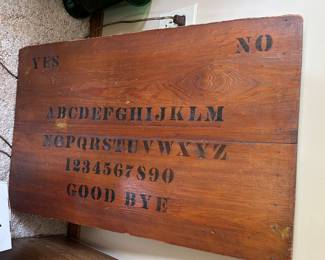 YES NO
ABCDEFGHIJKLM
NOPQRSTUVWXYZ
1234567890
GOOD BYE